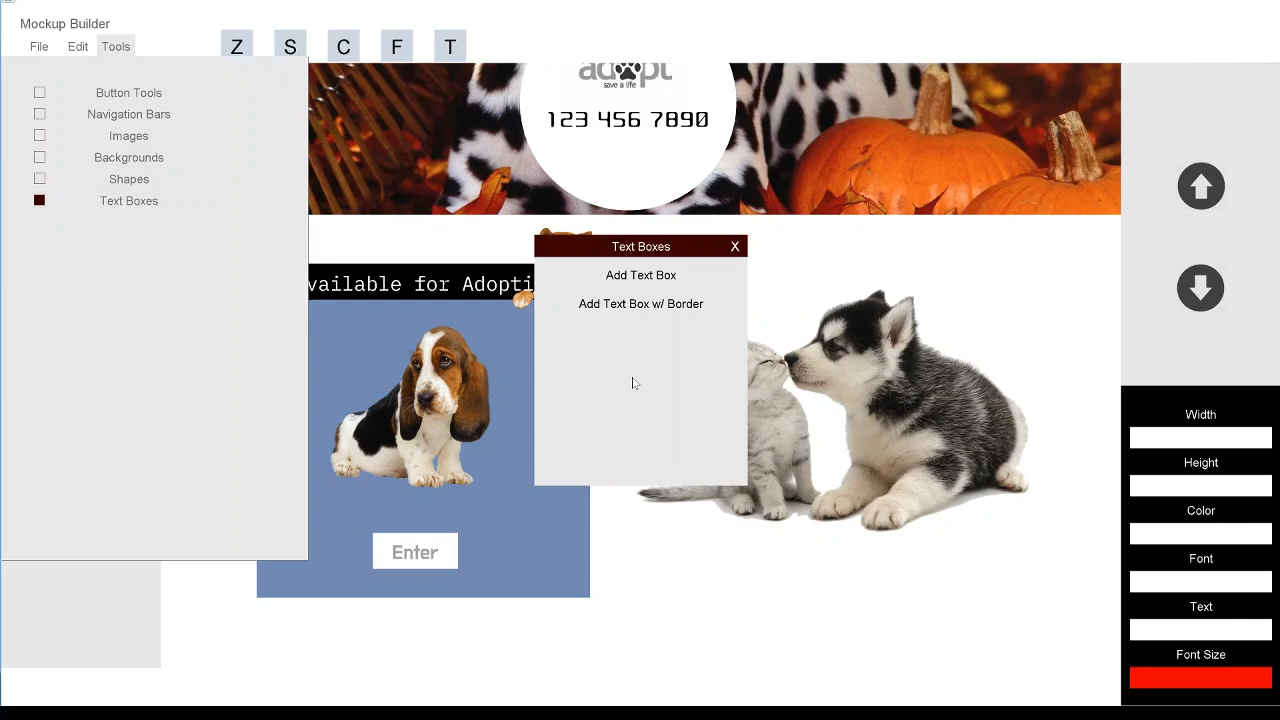 Mockup Builder
File Edit Tools
Z S C F T
Button Tools
Navigation Bars
Images
Backgrounds
Shapes
Text Boxes
adopt
save a life
123 456 7890
Text Boxes X
Add Text Box
Add Text Box w/ Border
vailable for Adopti
Enter
Width
Height
Color
Font
Text
Font Size